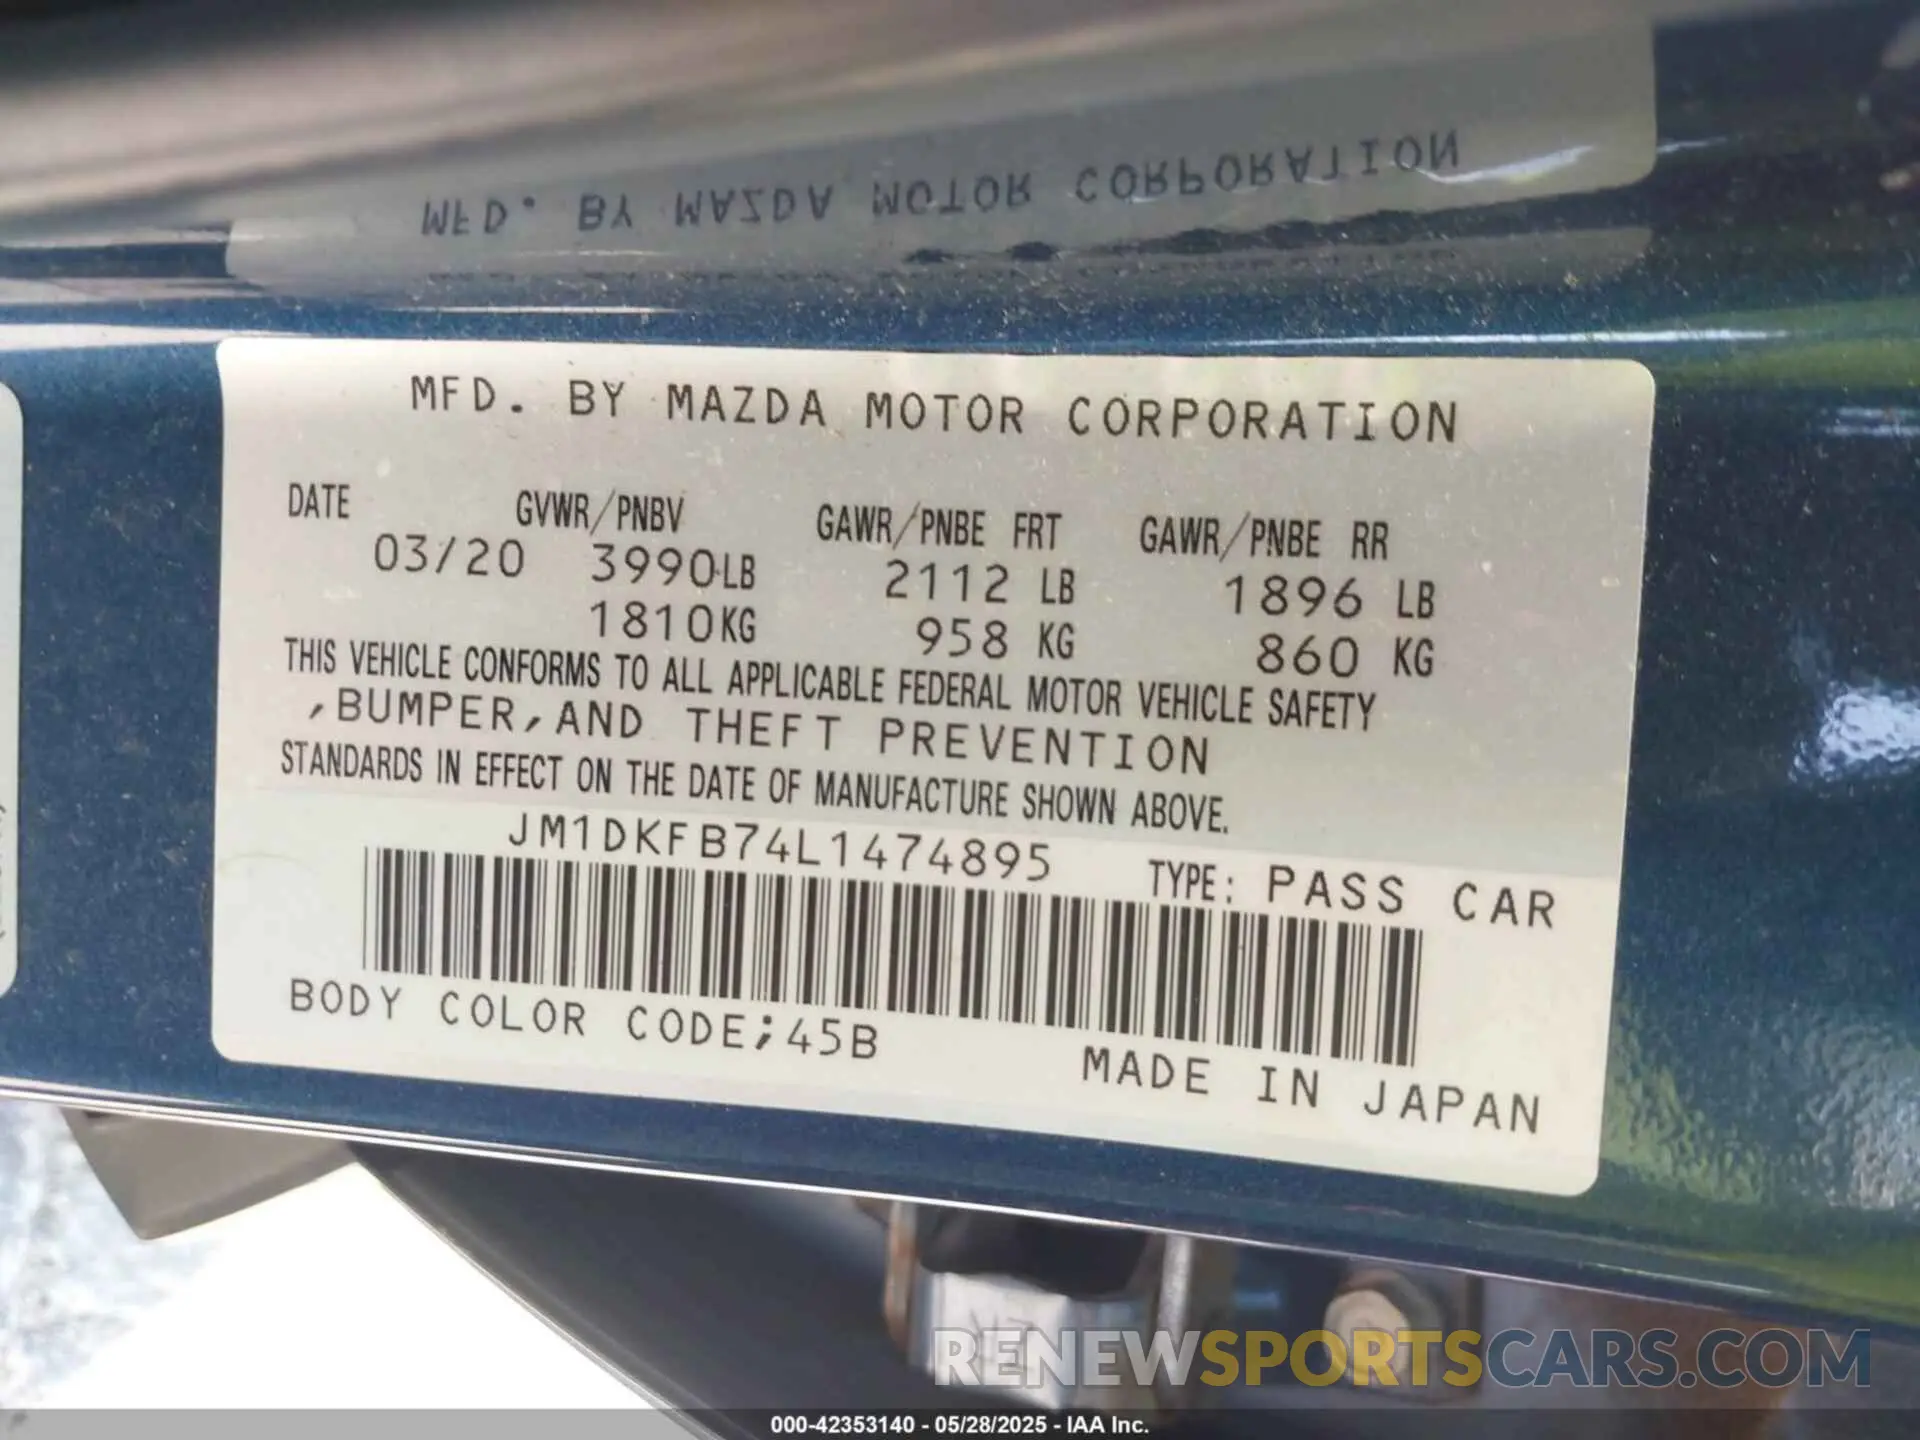 MFD. BY MAZDA MOTOR CORPORATION
MFD. BY MAZDA MOTOR CORPORATION
DATE GVWR/PNBV GAWR/PNBE FRT GAWR/PNBE RR
03/20 3990LB 2112 LB 1896 LB
1810KG 958 KG 860 KG
THIS VEHICLE CONFORMS TO ALL APPLICABLE FEDERAL MOTOR VEHICLE SAFETY
,BUMPER,AND THEFT PREVENTION
STANDARDS IN EFFECT ON THE DATE OF MANUFACTURE SHOWN ABOVE.
JM1DKFB74L1474895 TYPE: PASS CAR
BODY COLOR CODE;45B
MADE IN JAPAN
RENEWSPORTSCARS.COM
000-42353140 - 05/28/2025 - IAA Inc.